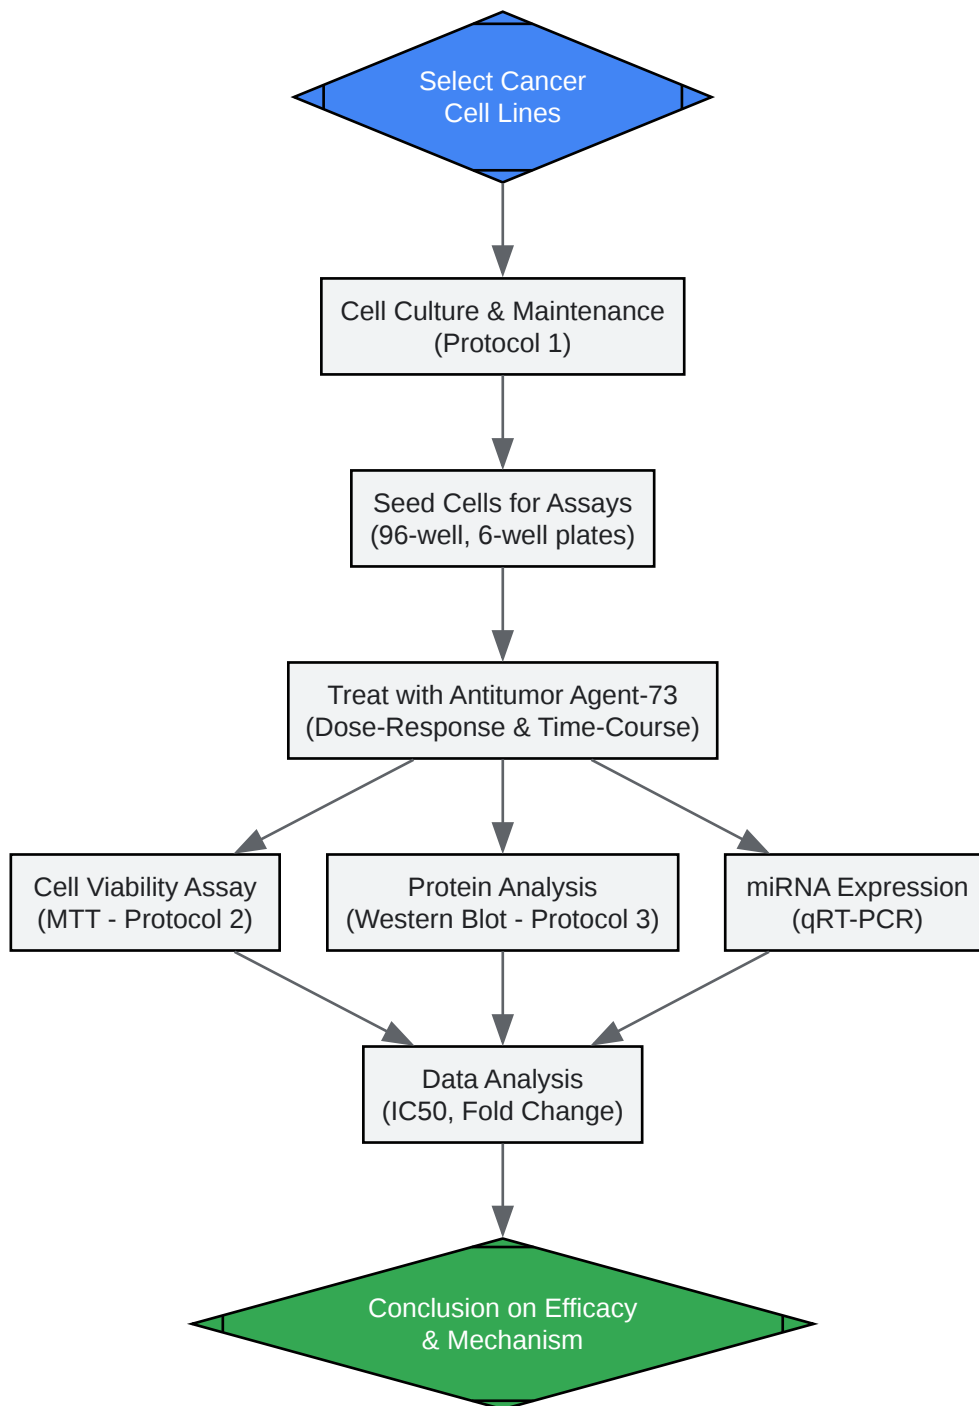 Select Cancer
Cell Lines
Cell Culture & Maintenance
(Protocol 1)
Seed Cells for Assays
(96-well, 6-well plates)
Treat with Antitumor Agent-73
(Dose-Response & Time-Course)
Cell Viability Assay
(MTT - Protocol 2)
Protein Analysis
(Western Blot - Protocol 3)
miRNA Expression
(qRT-PCR)
Data Analysis
(IC50, Fold Change)
Conclusion on Efficacy
& Mechanism